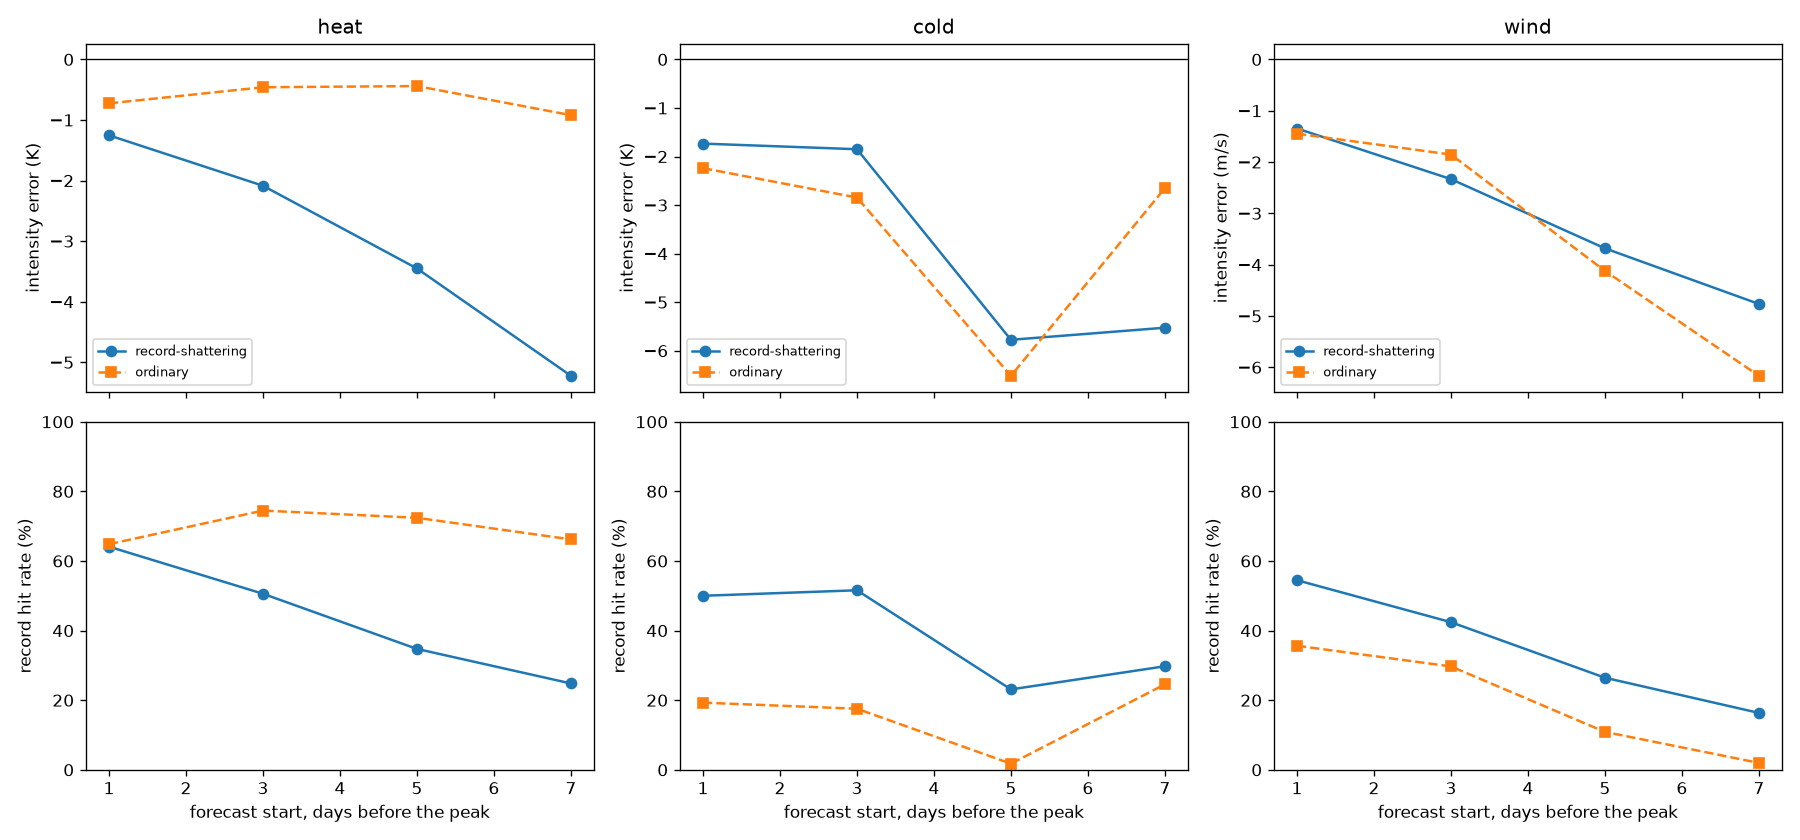 heat
cold
wind
0
−1
−2
−3
−4
−5
intensity error (K)
record-shattering
ordinary
0
−1
−2
−3
−4
−5
−6
intensity error (K)
record-shattering
ordinary
0
−1
−2
−3
−4
−5
−6
intensity error (m/s)
record-shattering
ordinary
100
80
60
40
20
0
record hit rate (%)
1 2 3 4 5 6 7
forecast start, days before the peak
100
80
60
40
20
0
record hit rate (%)
1 2 3 4 5 6 7
forecast start, days before the peak
100
80
60
40
20
0
record hit rate (%)
1 2 3 4 5 6 7
forecast start, days before the peak